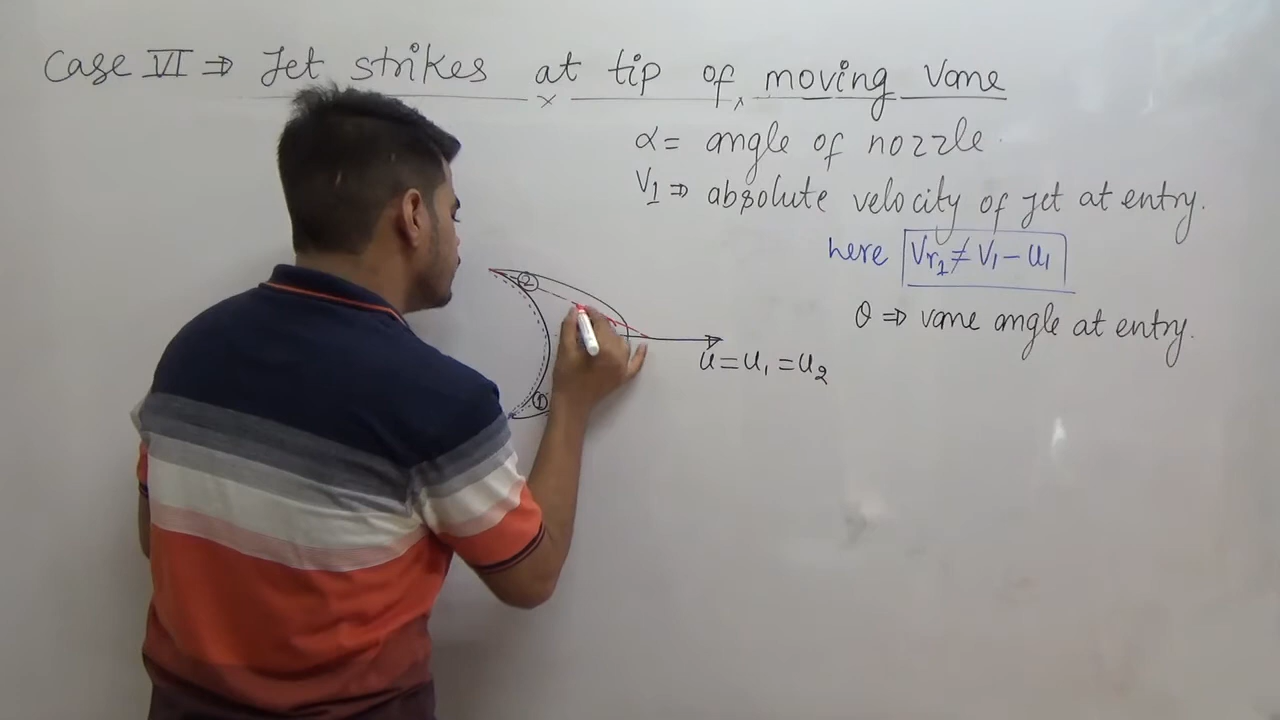 Case VI ⇒ Jet strikes at tip of moving Vane
α = angle of nozzle.
V1 ⇒ absolute velocity of jet at entry.
here Vr1 ≠ V1 - u1
θ ⇒ vane angle at entry.
②
u = u1 = u2
①